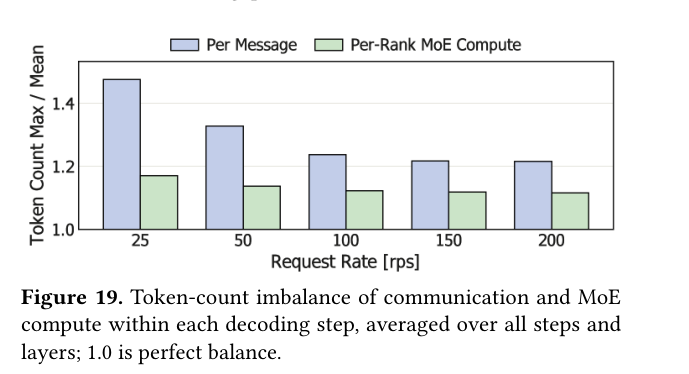 Per Message Per-Rank MoE Compute
Token Count Max / Mean
1.4
1.2
1.0
25 50 100 150 200
Request Rate [rps]
Figure 19. Token-count imbalance of communication and MoE
compute within each decoding step, averaged over all steps and
layers; 1.0 is perfect balance.